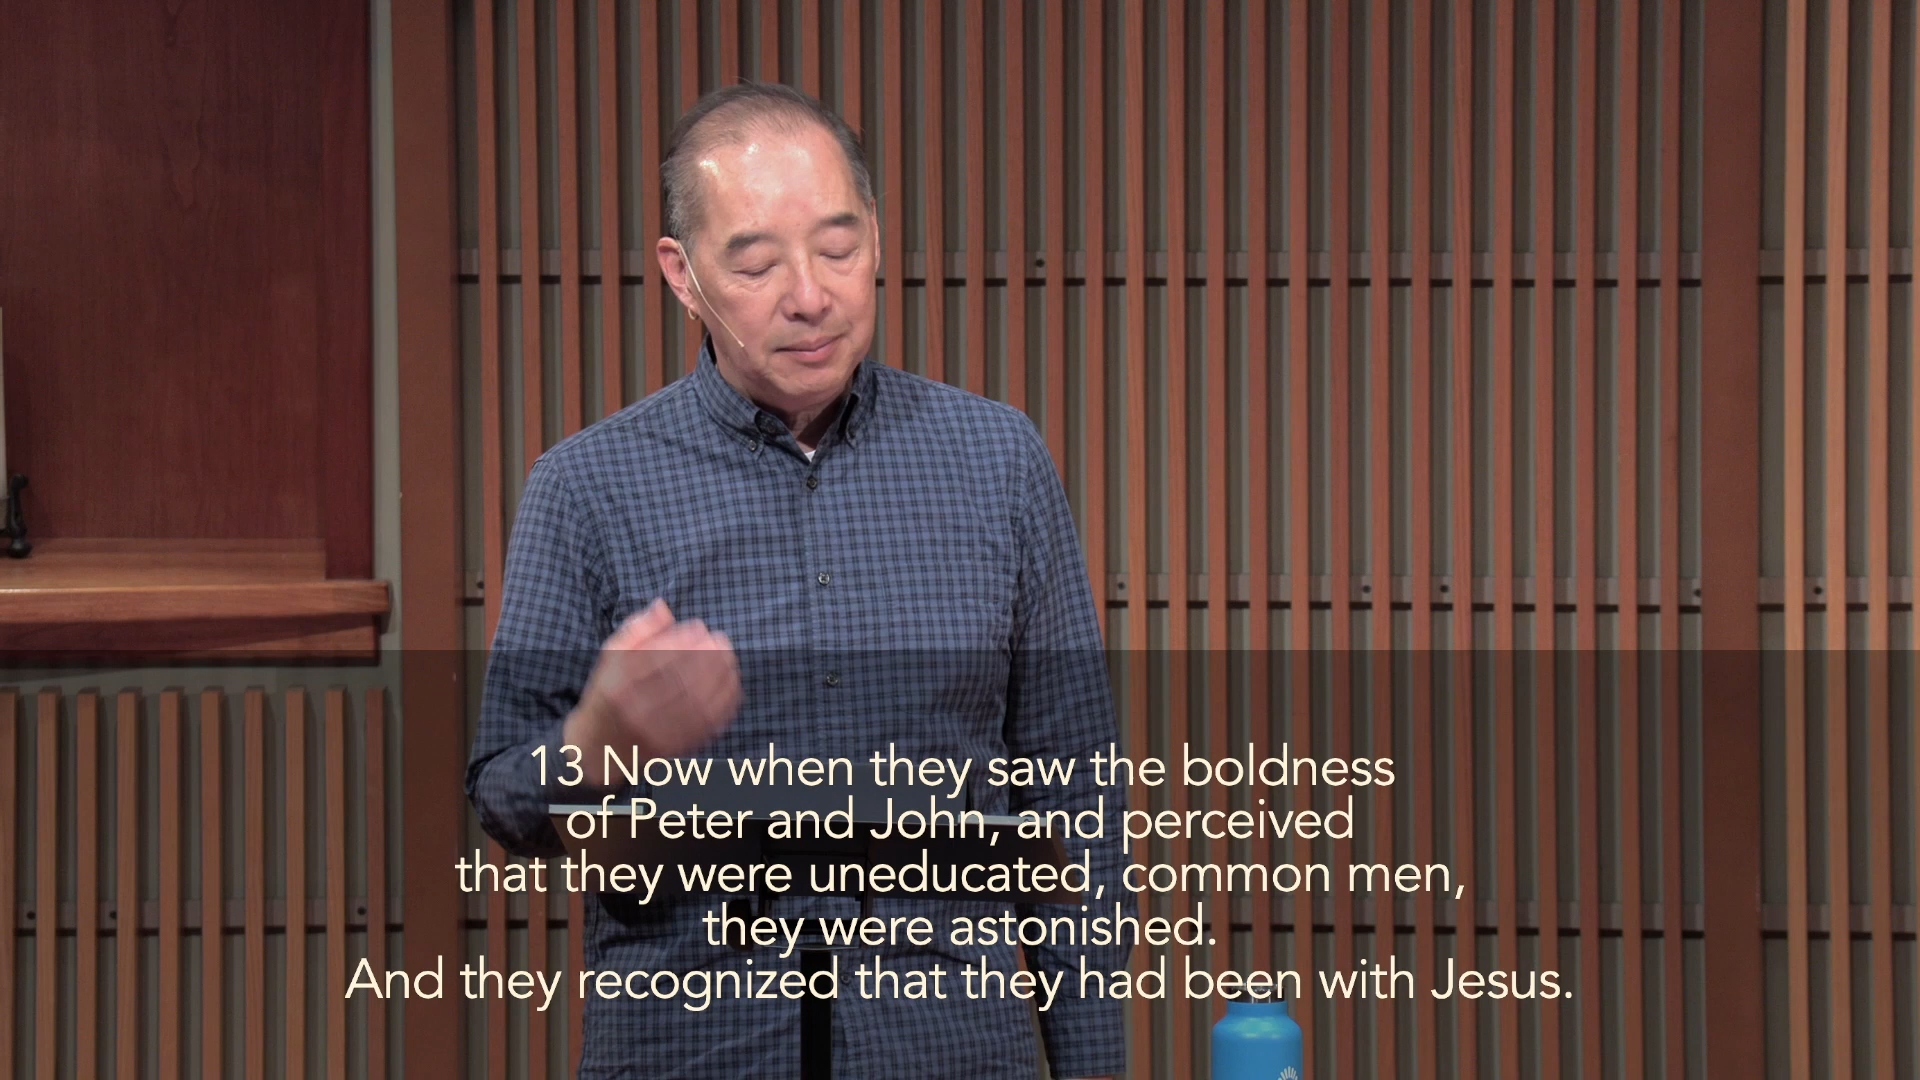 13 Now when they saw the boldness
of Peter and John, and perceived
that they were uneducated, common men,
they were astonished.
And they recognized that they had been with Jesus.